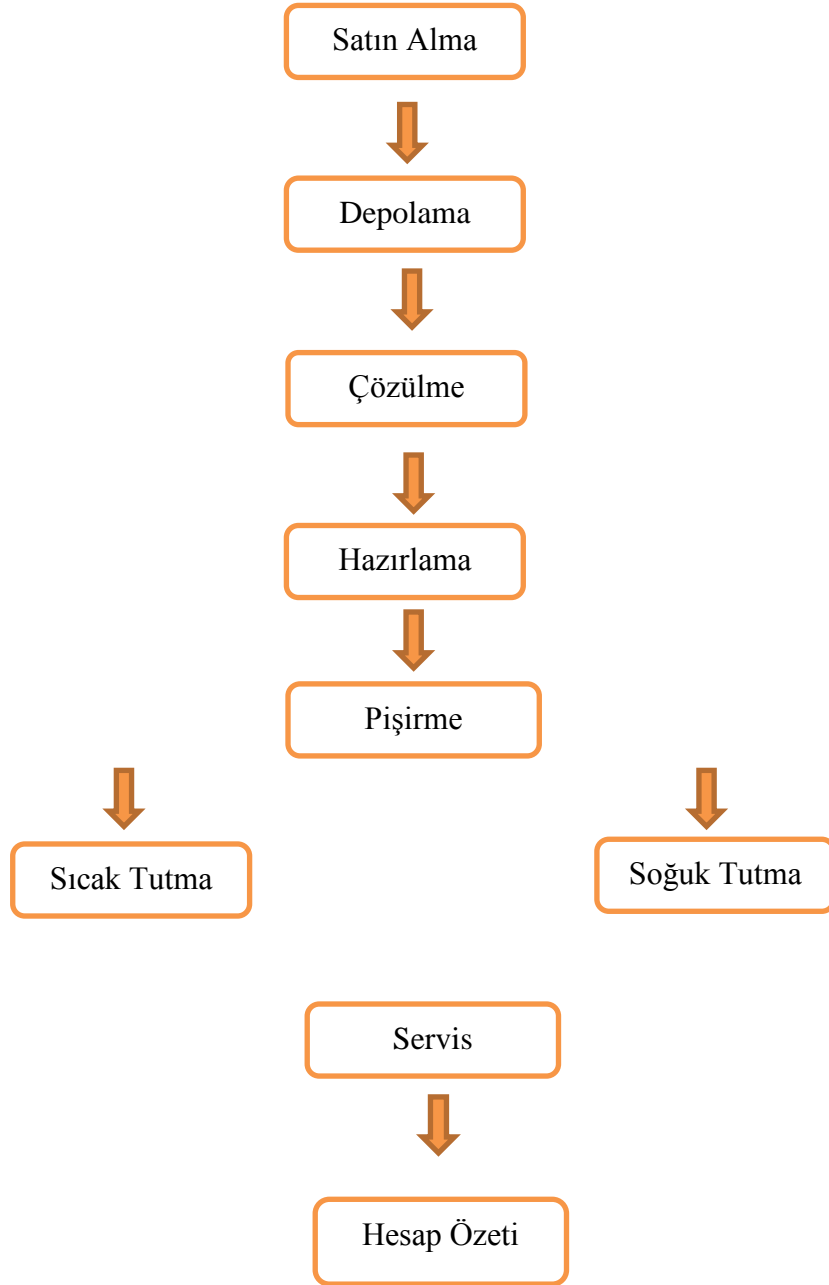 Satın Alma
Depolama
Çözülme
Hazırlama
Pişirme
Sıcak Tutma
Soğuk Tutma
Servis
Hesap Özeti